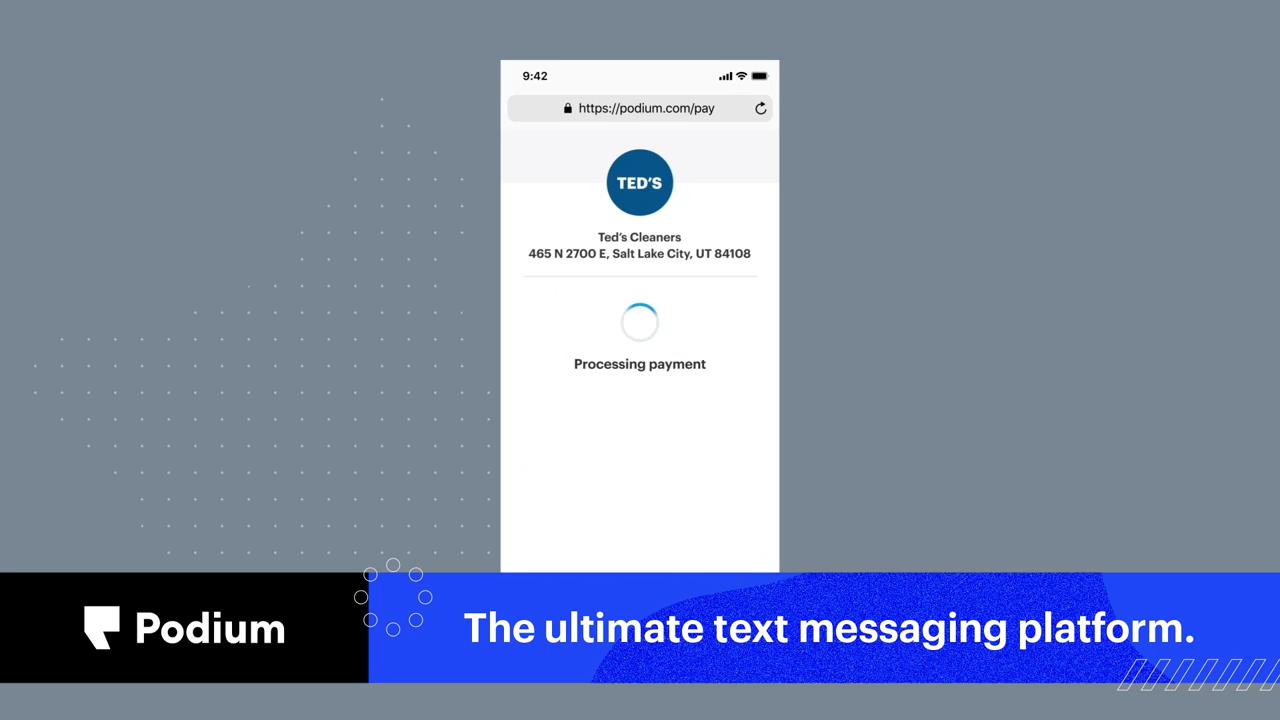 9:42
https://podium.com/pay
TED'S
Ted's Cleaners
465 N 2700 E, Salt Lake City, UT 84108
Processing payment
Podium
The ultimate text messaging platform.